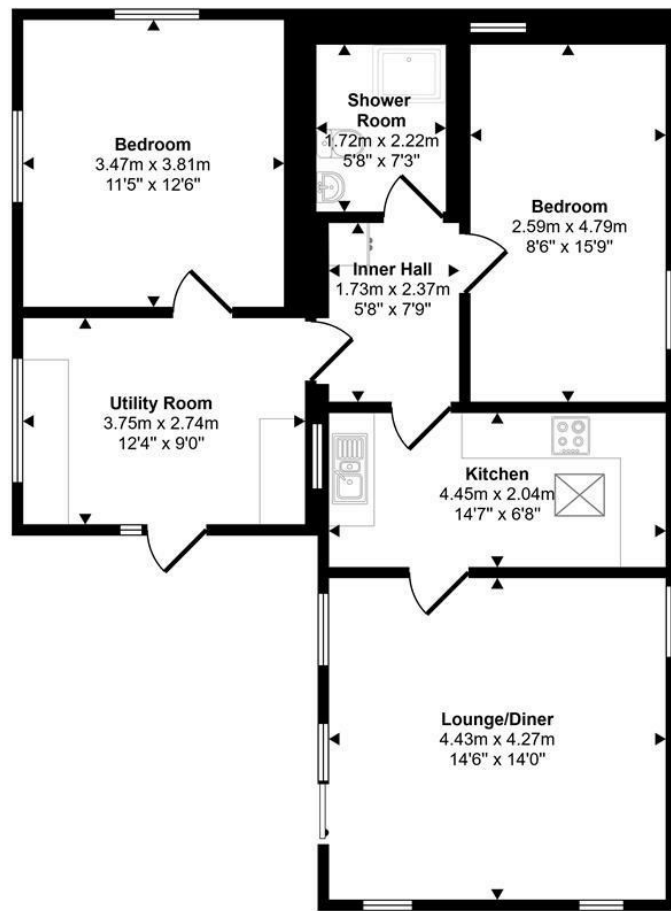 Bedroom
3.47m x 3.81m
11'5" x 12'6"
Shower
Room
1.72m x 2.22m
5'8" x 7'3"
Bedroom
2.59m x 4.79m
8'6" x 15'9"
Inner Hall
1.73m x 2.37m
5'8" x 7'9"
Utility Room
3.75m x 2.74m
12'4" x 9'0"
Kitchen
4.45m x 2.04m
14'7" x 6'8"
Lounge/Diner
4.43m x 4.27m
14'6" x 14'0"